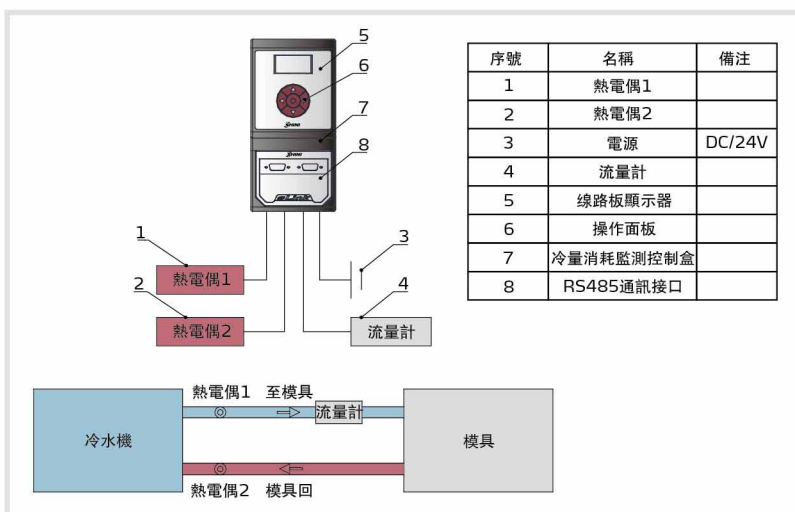 5
6
7
8
1
熱電偶1
3
2
熱電偶2
4
流量計
序號 名稱 備注
1 熱電偶1
2 熱電偶2
3 電源 DC/24V
4 流量計
5 线路板顯示器
6 操作面板
7 冷量消耗監測控制盒
8 RS485通訊接口
熱電偶1 至模具
流量計
冷水機
模具
熱電偶2 模具回